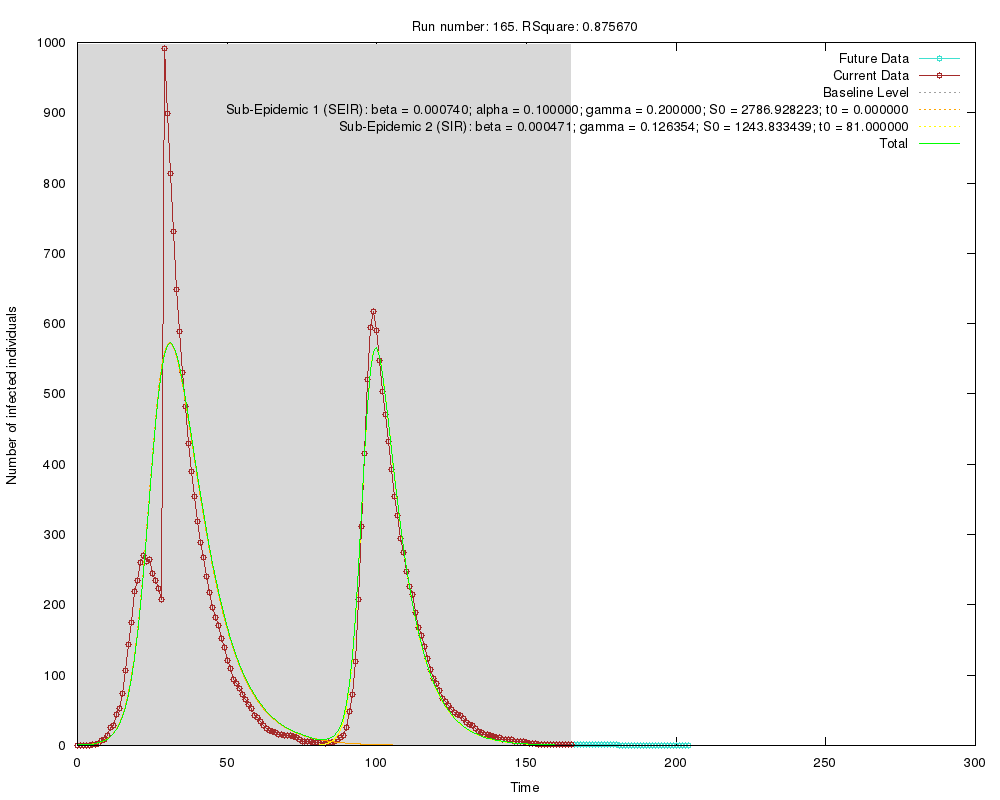 Run number: 165. RSquare: 0.875670
1000
900
800
700
600
500
400
300
200
100
0
Number of infected individuals
Future Data
Current Data
Baseline Level
Sub-Epidemic 1 (SEIR): beta = 0.000740; alpha = 0.100000; gamma = 0.200000; S0 = 2786.928223; t0 = 0.000000
Sub-Epidemic 2 (SIR): beta = 0.000471; gamma = 0.126354; S0 = 1243.833439; t0 = 81.000000
Total
0 50 100 150 200 250 300
Time